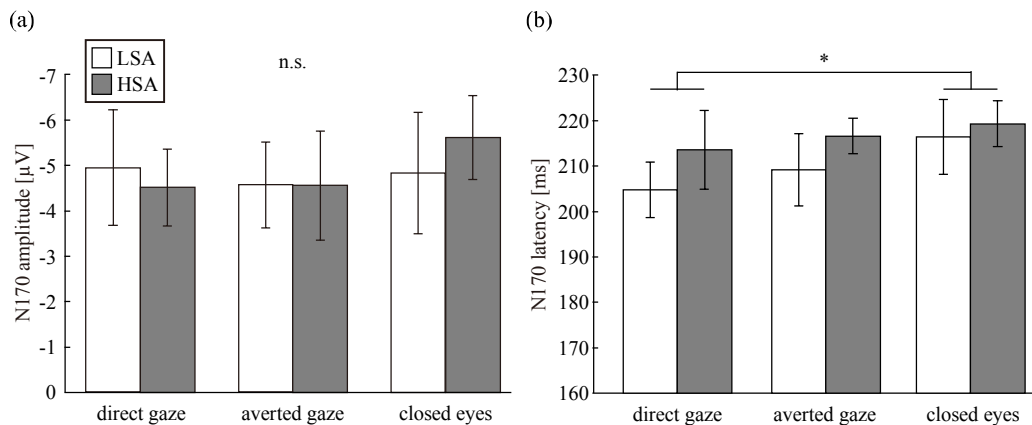 (a)
LSA
HSA
n.s.
N170 amplitude [µV]
-7
-6
-5
-4
-3
-2
-1
0
direct gaze averted gaze closed eyes
(b)
*
N170 latency [ms]
230
220
210
200
190
180
170
160
direct gaze averted gaze closed eyes